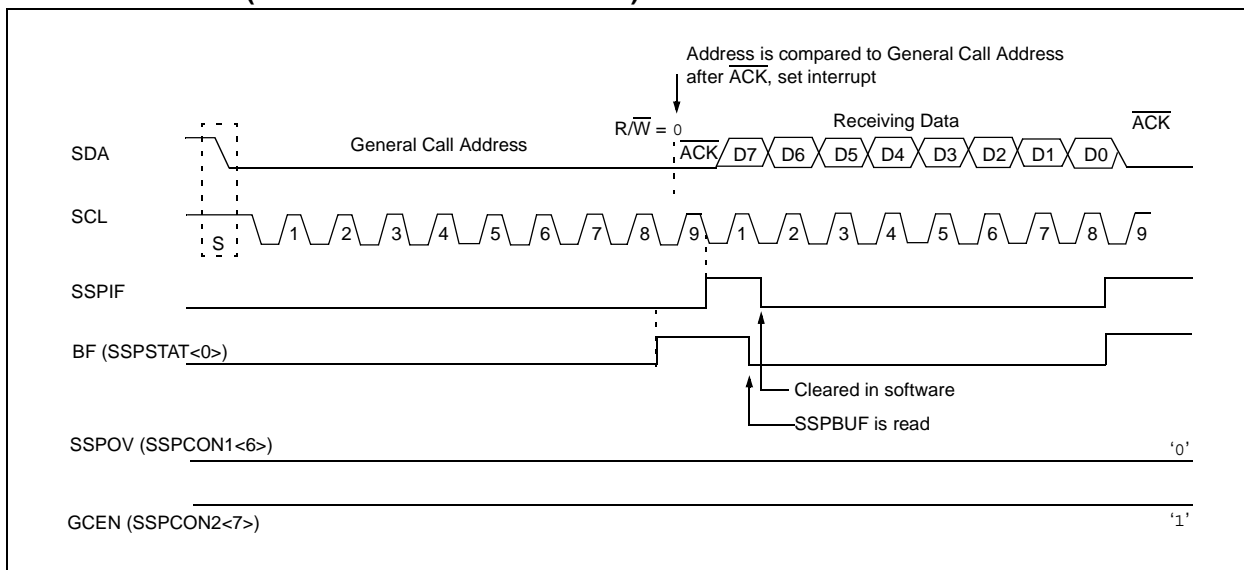 Address is compared to General Call Address
after ACK, set interrupt
R/W = 0
Receiving Data
ACK
SDA
General Call Address
ACK
D7
D6
D5
D4
D3
D2
D1
D0
SCL
S
1
2
3
4
5
6
7
8
9
1
2
3
4
5
6
7
8
9
SSPIF
BF (SSPSTAT<0>)
Cleared in software
SSPBUF is read
SSPOV (SSPCON1<6>)
‘0’
GCEN (SSPCON2<7>)
‘1’